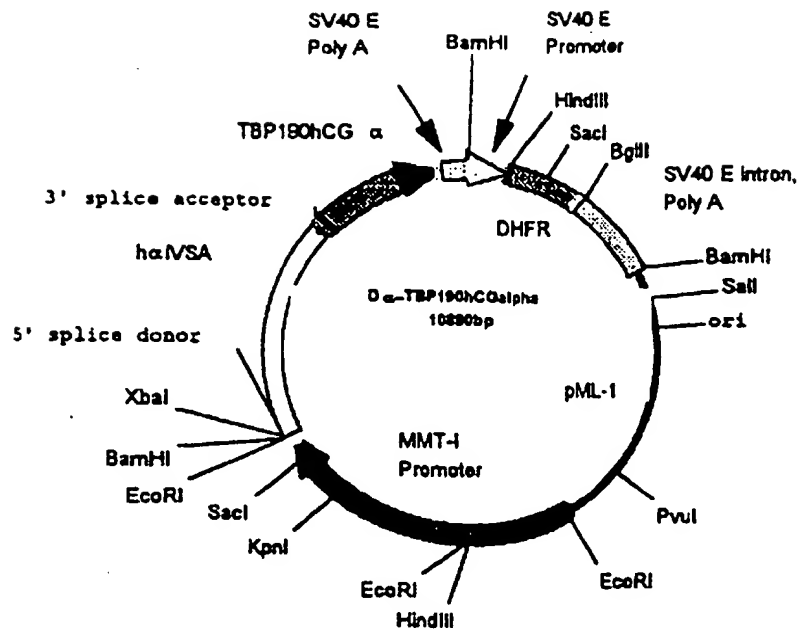 SV40 E
Poly A
BamHI
SV40 E
Promoter
HindIII
SacI
BglII
TBP190hCG α
SV40 E Intron,
Poly A
3' splice acceptor
DHFR
hαIVSA
BamHI
SalI
Dα-TBP190hCGalpha
10890bp
ori
5' splice donor
pML-1
XbaI
MMT-I
Promoter
BamHI
EcoRI
SacI
PvuI
KpnI
EcoRI
EcoRI
HindIII